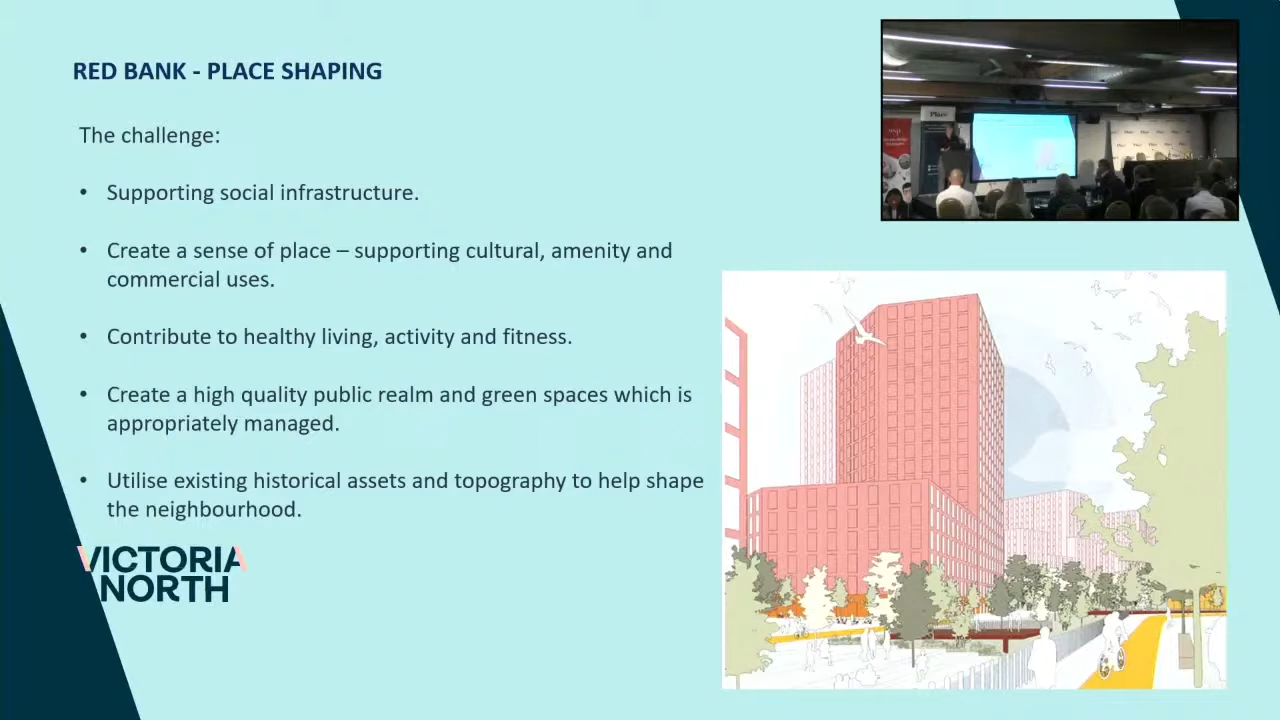 RED BANK - PLACE SHAPING
The challenge:
• Supporting social infrastructure.
• Create a sense of place – supporting cultural, amenity and
commercial uses.
• Contribute to healthy living, activity and fitness.
• Create a high quality public realm and green spaces which is
appropriately managed.
• Utilise existing historical assets and topography to help shape
the neighbourhood.
VICTORIA
NORTH
Place